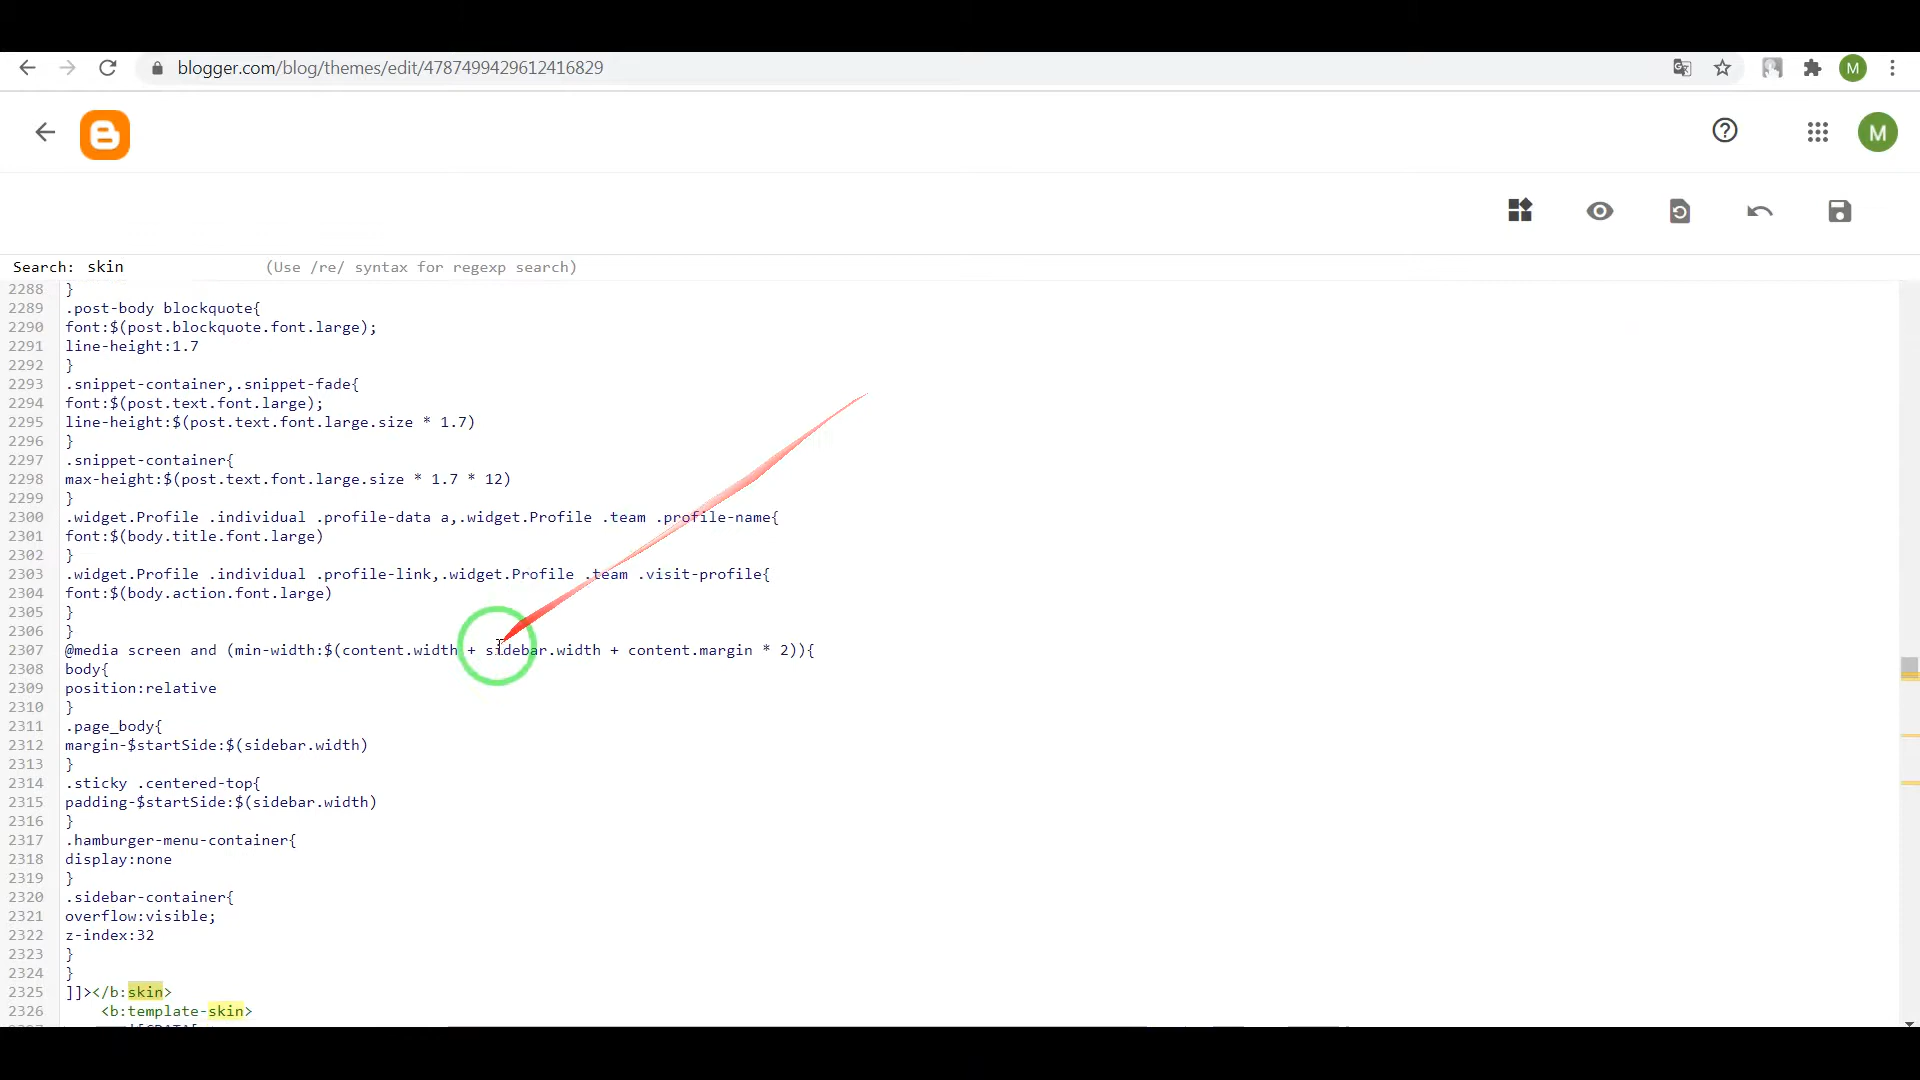 blogger.com/blog/themes/edit/4787499429612416829
M
M
Search: skin (Use /re/ syntax for regexp search)
2288 }
2289 .post-body blockquote{
2290 font:$(post.blockquote.font.large);
2291 line-height:1.7
2292 }
2293 .snippet-container,.snippet-fade{
2294 font:$(post.text.font.large);
2295 line-height:$(post.text.font.large.size * 1.7)
2296 }
2297 .snippet-container{
2298 max-height:$(post.text.font.large.size * 1.7 * 12)
2299 }
2300 .widget.Profile .individual .profile-data a,.widget.Profile .team .profile-name{
2301 font:$(body.title.font.large)
2302 }
2303 .widget.Profile .individual .profile-link,.widget.Profile .team .visit-profile{
2304 font:$(body.action.font.large)
2305 }
2306 }
2307 @media screen and (min-width:$(content.width + sidebar.width + content.margin * 2)){
2308 body{
2309 position:relative
2310 }
2311 .page_body{
2312 margin-$startSide:$(sidebar.width)
2313 }
2314 .sticky .centered-top{
2315 padding-$startSide:$(sidebar.width)
2316 }
2317 .hamburger-menu-container{
2318 display:none
2319 }
2320 .sidebar-container{
2321 overflow:visible;
2322 z-index:32
2323 }
2324 }
2325 ]]></b:skin>
2326 <b:template-skin>